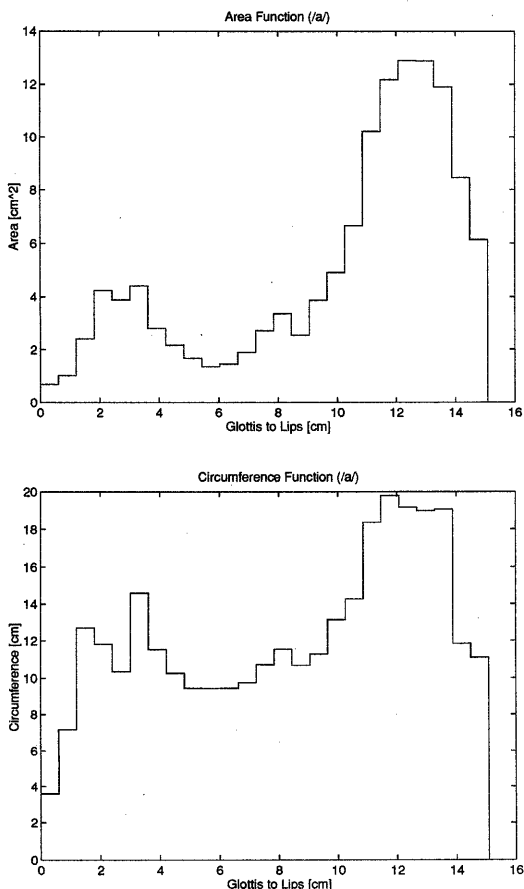 Area Function (/a/)
14
12
10
8
6
4
2
0
Area [cm^2]
0 2 4 6 8 10 12 14 16
Glottis to Lips [cm]
Circumference Function (/a/)
20
18
16
14
12
10
8
6
4
2
0
Circumference [cm]
0 2 4 6 8 10 12 14 16
Glottis to Lips [cm]